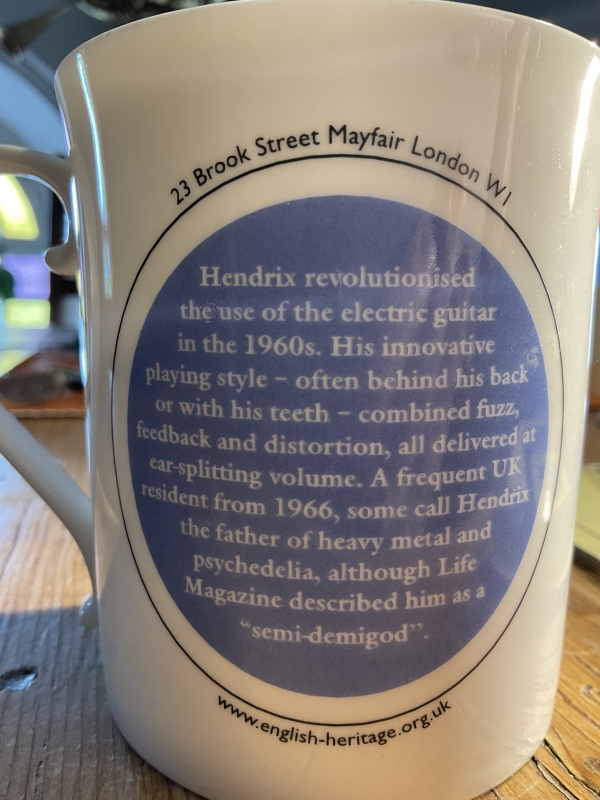 23 Brook Street Mayfair London W1
Hendrix revolutionised
the use of the electric guitar
in the 1960s. His innovative
playing style – often behind his back
or with his teeth – combined fuzz,
feedback and distortion, all delivered at
ear-splitting volume. A frequent UK
resident from 1966, some call Hendrix
the father of heavy metal and
psychedelia, although Life
Magazine described him as a
“semi-demigod”.
www.english-heritage.org.uk